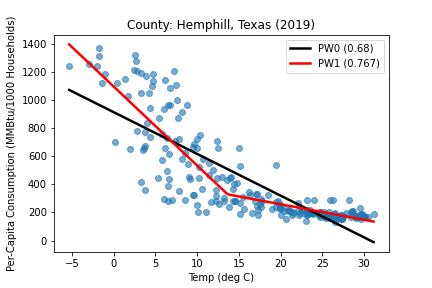 County: Hemphill, Texas (2019)
Per-Capita Consumption (MMBtu/1000 Households)
1400
1200
1000
800
600
400
200
0
PW0 (0.68)
PW1 (0.767)
−5 0 5 10 15 20 25 30
Temp (deg C)